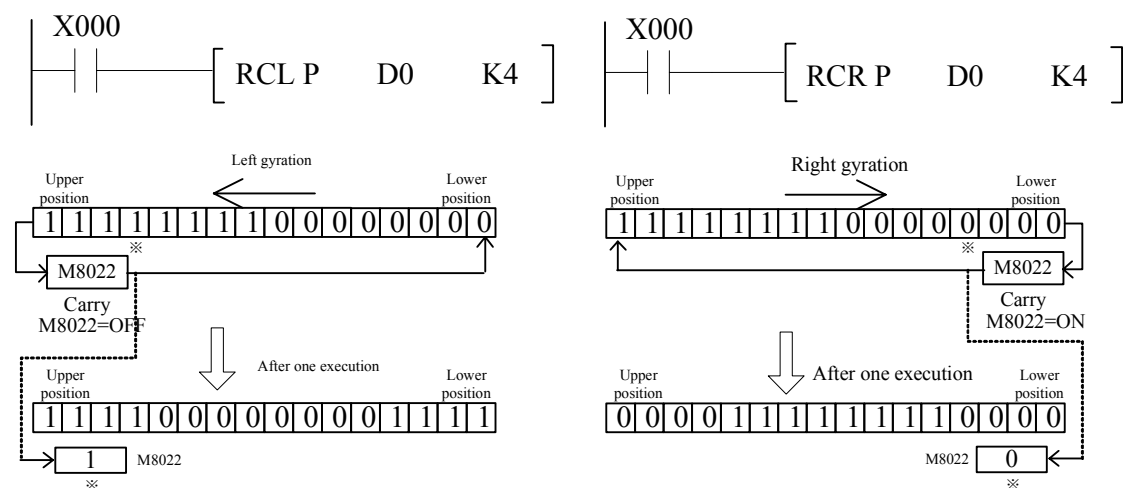 X000
RCL P D0 K4
Left gyration
Upper position
Lower position
1 1 1 1 1 1 1 1 0 0 0 0 0 0 0 0
※
M8022
Carry
M8022=OFF
After one execution
Upper position
Lower position
1 1 1 1 0 0 0 0 0 0 0 0 1 1 1 1
1 M8022
※
X000
RCR P D0 K4
Right gyration
Upper position
Lower position
1 1 1 1 1 1 1 1 0 0 0 0 0 0 0 0
※
M8022
Carry
M8022=ON
After one execution
Upper position
Lower position
0 0 0 0 1 1 1 1 1 1 1 1 0 0 0 0
M8022 0
※